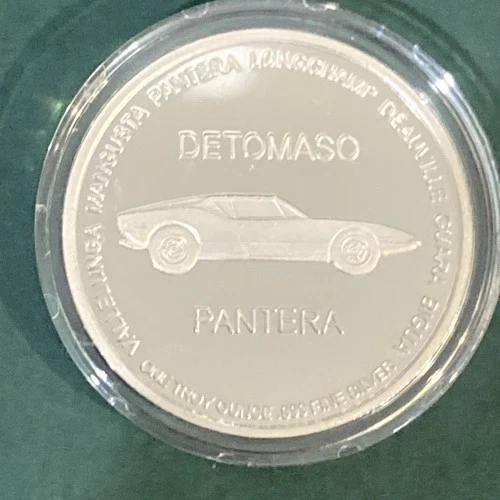 VALLELUNGA MANGUSTA PANTERA LONGCHAMP DEAUVILLE GUARA BIGUA
DETOMASO
PANTERA
ONE TROY OUNCE .999 FINE SILVER